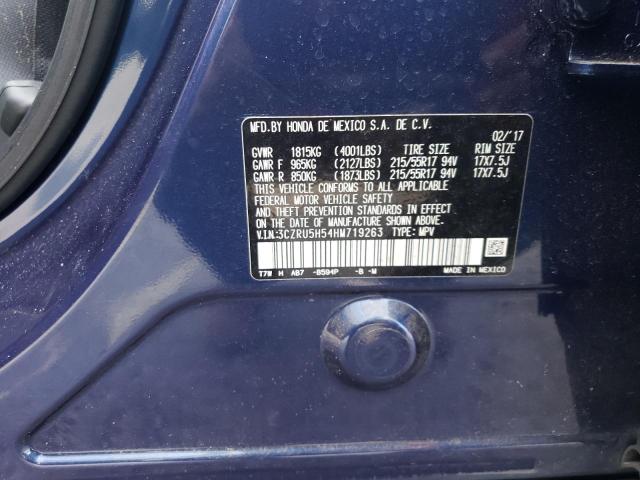 MFD.BY HONDA DE MEXICO S.A. DE C.V.
02/'17
GVWR 1815KG (4001LBS) TIRE SIZE RIM SIZE
GAWR F 965KG (2127LBS) 215/55R17 94V 17X7.5J
GAWR R 850KG (1873LBS) 215/55R17 94V 17X7.5J
THIS VEHICLE CONFORMS TO ALL APPLICABLE
FEDERAL MOTOR VEHICLE SAFETY
AND THEFT PREVENTION STANDARDS IN EFFECT
ON THE DATE OF MANUFACTURE SHOWN ABOVE.
V.I.N.:3CZRU5H54HM719263 TYPE: MPV
T7W H AB7 -B594P -B -M MADE IN MEXICO